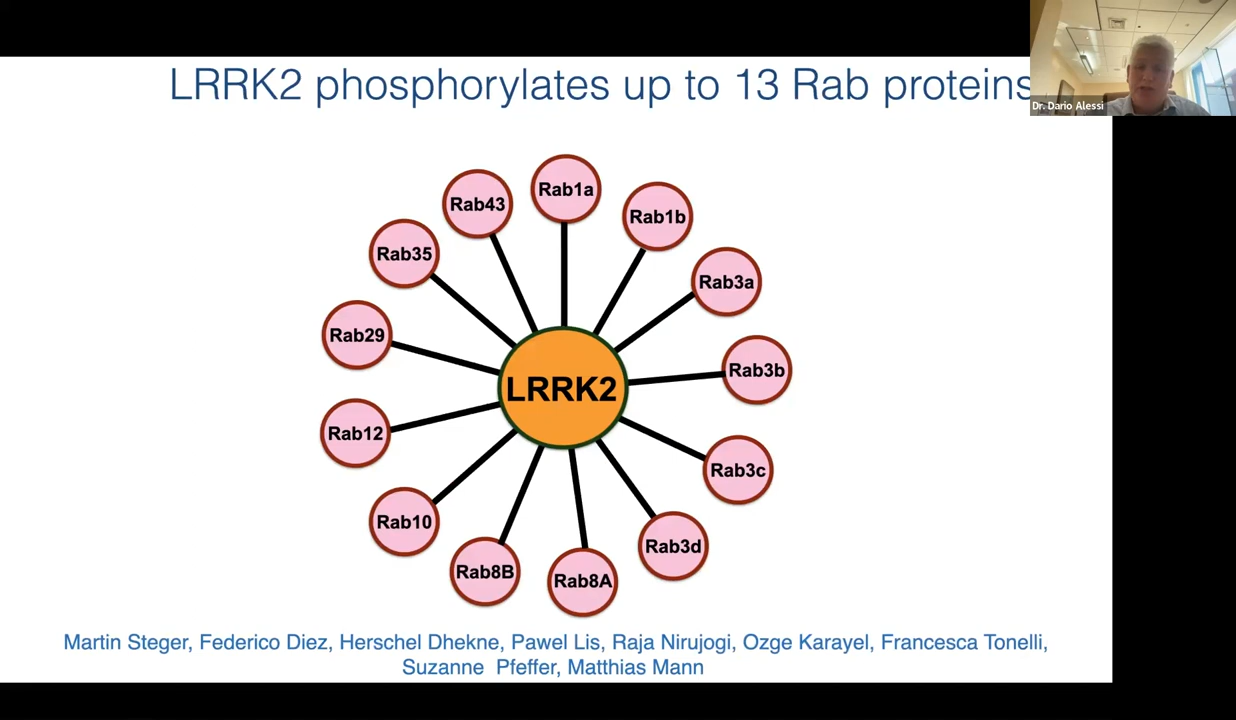 LRRK2 phosphorylates up to 13 Rab proteins
Dr. Dario Alessi
Rab1a
Rab43
Rab1b
Rab35
Rab3a
Rab29
Rab3b
LRRK2
Rab12
Rab3c
Rab10
Rab3d
Rab8B
Rab8A
Martin Steger, Federico Diez, Herschel Dhekne, Pawel Lis, Raja Nirujogi, Ozge Karayel, Francesca Tonelli,
Suzanne Pfeffer, Matthias Mann